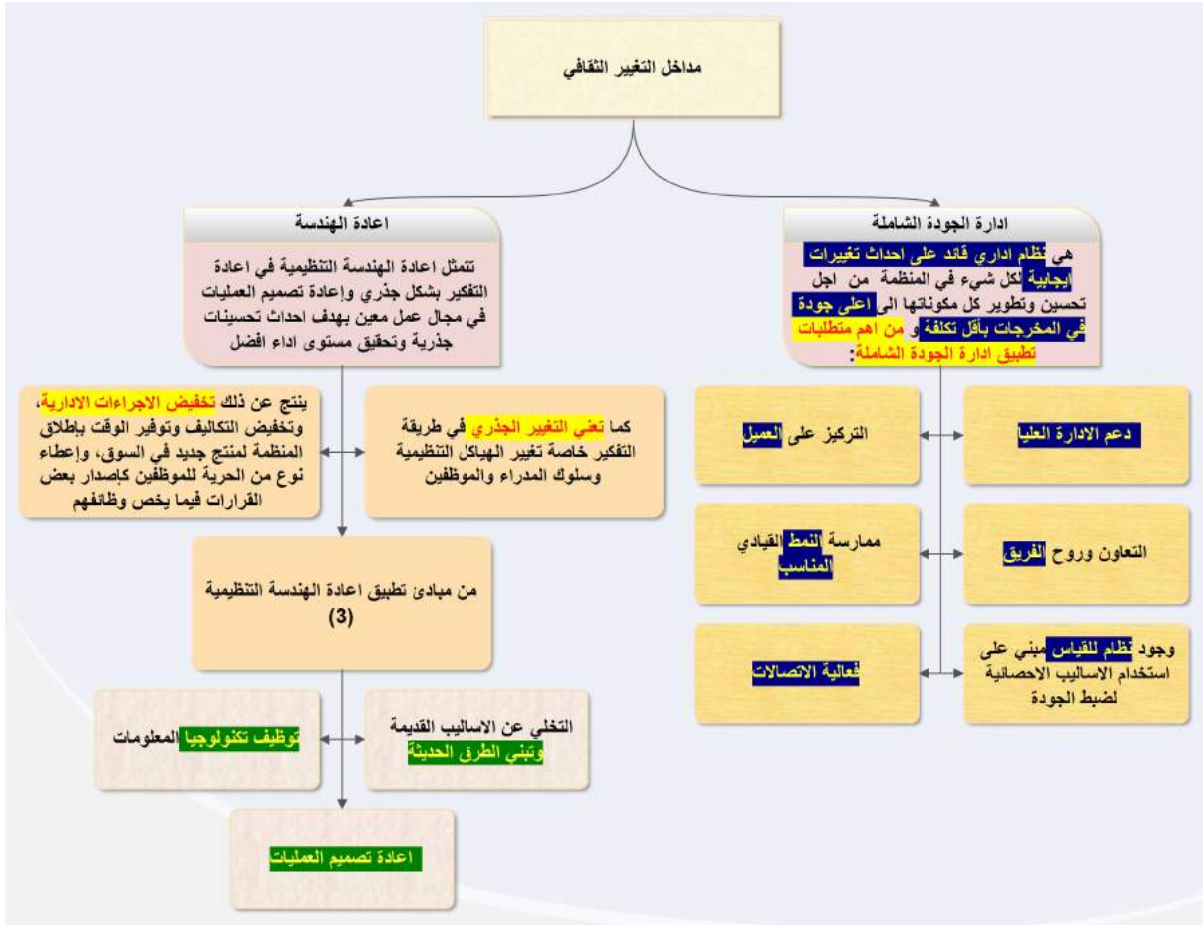 مداخل التغيير الثقافي
ادارة الجودة الشاملة
هي نظام اداري قائد على احداث تغييرات
ايجابية لكل شيء في المنظمة من اجل
تحسين وتطوير كل مكوناتها الى اعلى جودة
في المخرجات بأقل تكلفة و من اهم متطلبات
تطبيق ادارة الجودة الشاملة:
دعم الادارة العليا
التركيز على العميل
التعاون وروح الفريق
ممارسة النمط القيادي
المناسب
وجود نظام للقياس مبني على
استخدام الاساليب الاحصائية
لضبط الجودة
فعالية الاتصالات
اعادة الهندسة
تتمثل اعادة الهندسة التنظيمية في اعادة
التفكير بشكل جذري وإعادة تصميم العمليات
في مجال عمل معين بهدف احداث تحسينات
جذرية وتحقيق مستوى اداء افضل
كما تعني التغيير الجذري في طريقة
التفكير خاصة تغيير الهياكل التنظيمية
وسلوك المدراء والموظفين
ينتج عن ذلك تخفيض الاجراءات الادارية،
وتخفيض التكاليف وتوفير الوقت بإطلاق
المنظمة لمنتج جديد في السوق، وإعطاء
نوع من الحرية للموظفين كإصدار بعض
القرارات فيما يخص وظائفهم
من مبادئ تطبيق اعادة الهندسة التنظيمية
(3)
التخلي عن الاساليب القديمة
وتبني الطرق الحديثة
توظيف تكنولوجيا المعلومات
اعادة تصميم العمليات